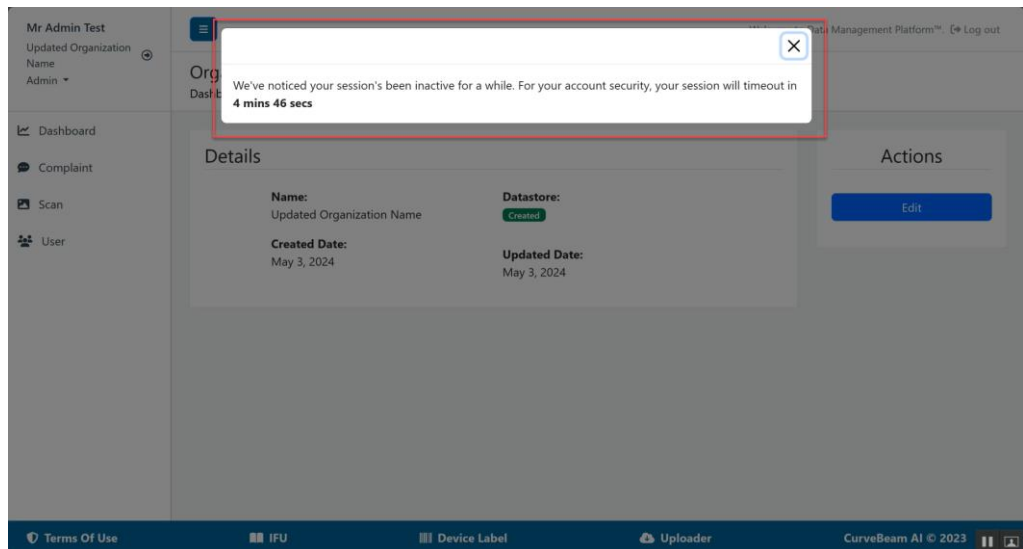 Mr Admin Test
Updated Organization
Name
Admin
Data Management Platform™. Log out
Org
Dashb
We've noticed your session's been inactive for a while. For your account security, your session will timeout in
4 mins 46 secs
Dashboard
Complaint
Scan
User
Details
Name:
Updated Organization Name
Datastore:
Created
Created Date:
May 3, 2024
Updated Date:
May 3, 2024
Actions
Edit
Terms Of Use
IFU
Device Label
Uploader
CurveBeam AI © 2023